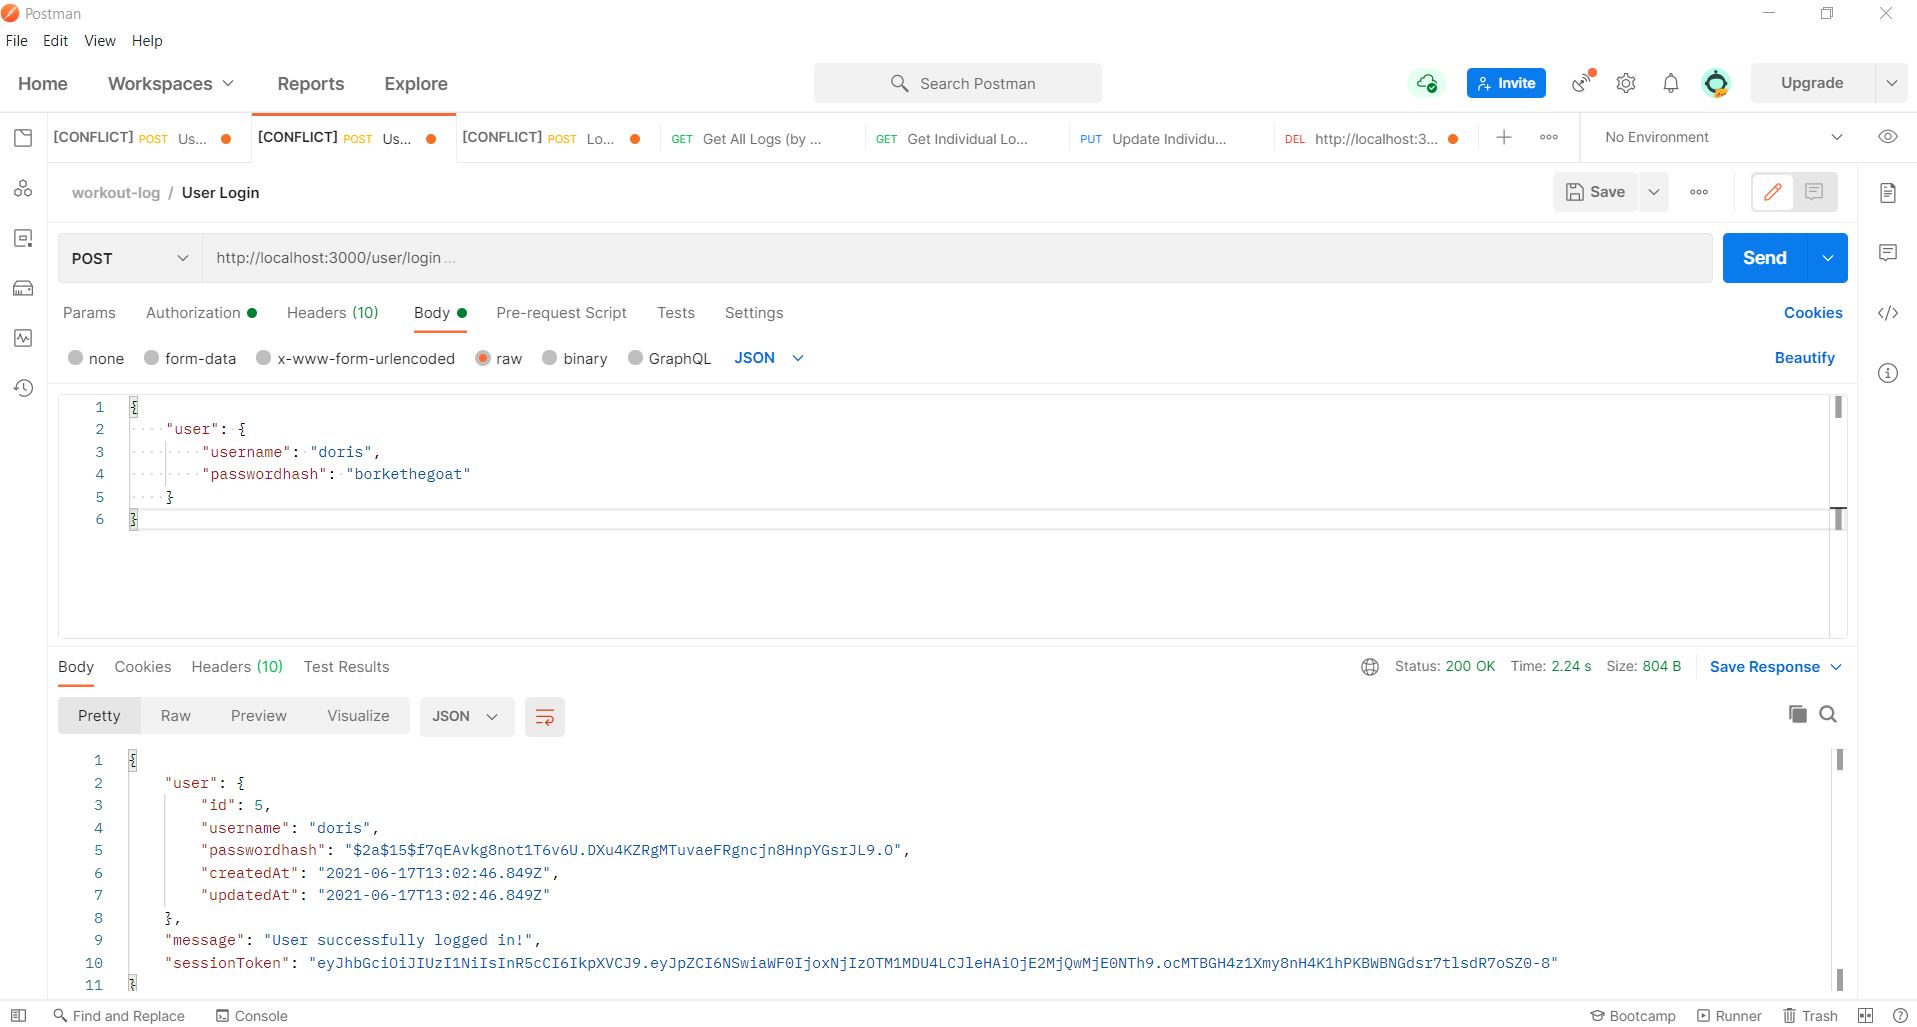 Postman
File Edit View Help
Home Workspaces Reports Explore Search Postman Invite Upgrade
[CONFLICT] POST Us... [CONFLICT] POST Us... [CONFLICT] POST Lo... GET Get All Logs (by ... GET Get Individual Lo... PUT Update Individu... DEL http://localhost:3... No Environment
workout-log / User Login Save
POST http://localhost:3000/user/login ... Send
Params Authorization Headers (10) Body Pre-request Script Tests Settings Cookies
none form-data x-www-form-urlencoded raw binary GraphQL JSON Beautify
1 {
2 "user": {
3 "username": "doris",
4 "passwordhash": "borkethegoat"
5 }
6 }
Body Cookies Headers (10) Test Results Status: 200 OK Time: 2.24 s Size: 804 B Save Response
Pretty Raw Preview Visualize JSON
1 {
2 "user": {
3 "id": 5,
4 "username": "doris",
5 "passwordhash": "$2a$15$f7qEAvkg8not1T6v6U.DXu4KZRgMTuvaeFRgncjn8HnpYGsrJL9.O",
6 "createdAt": "2021-06-17T13:02:46.849Z",
7 "updatedAt": "2021-06-17T13:02:46.849Z"
8 },
9 "message": "User successfully logged in!",
10 "sessionToken": "eyJhbGciOiJIUzI1NiIsInR5cCI6IkpXVCJ9.eyJpZCI6NSwiaWF0IjoxNjIzOTM1MDU4LCJleHAiOjE2MjQwMjE0NTh9.ocMTBGH4z1Xmy8nH4K1hPKBWBNGdsr7tlsdR7oSZ0-8"
11 }
Find and Replace Console Bootcamp Runner Trash